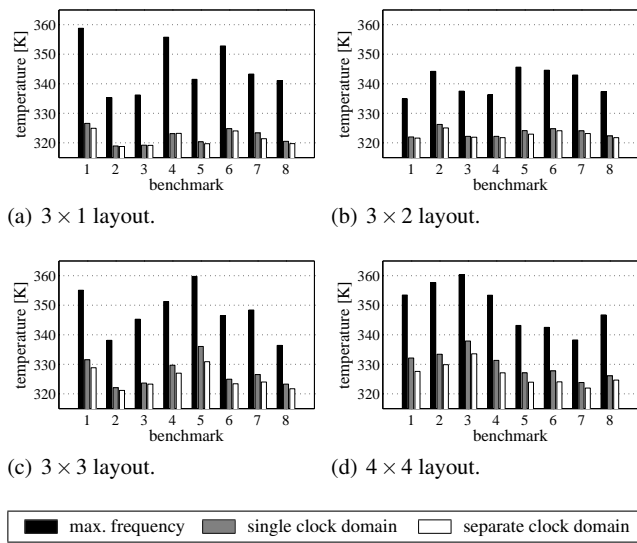 360
350
340
330
320
temperature [K]
1 2 3 4 5 6 7 8
benchmark
(a) 3 × 1 layout.
360
350
340
330
320
temperature [K]
1 2 3 4 5 6 7 8
benchmark
(b) 3 × 2 layout.
360
350
340
330
320
temperature [K]
1 2 3 4 5 6 7 8
benchmark
(c) 3 × 3 layout.
360
350
340
330
320
temperature [K]
1 2 3 4 5 6 7 8
benchmark
(d) 4 × 4 layout.
max. frequency single clock domain separate clock domain